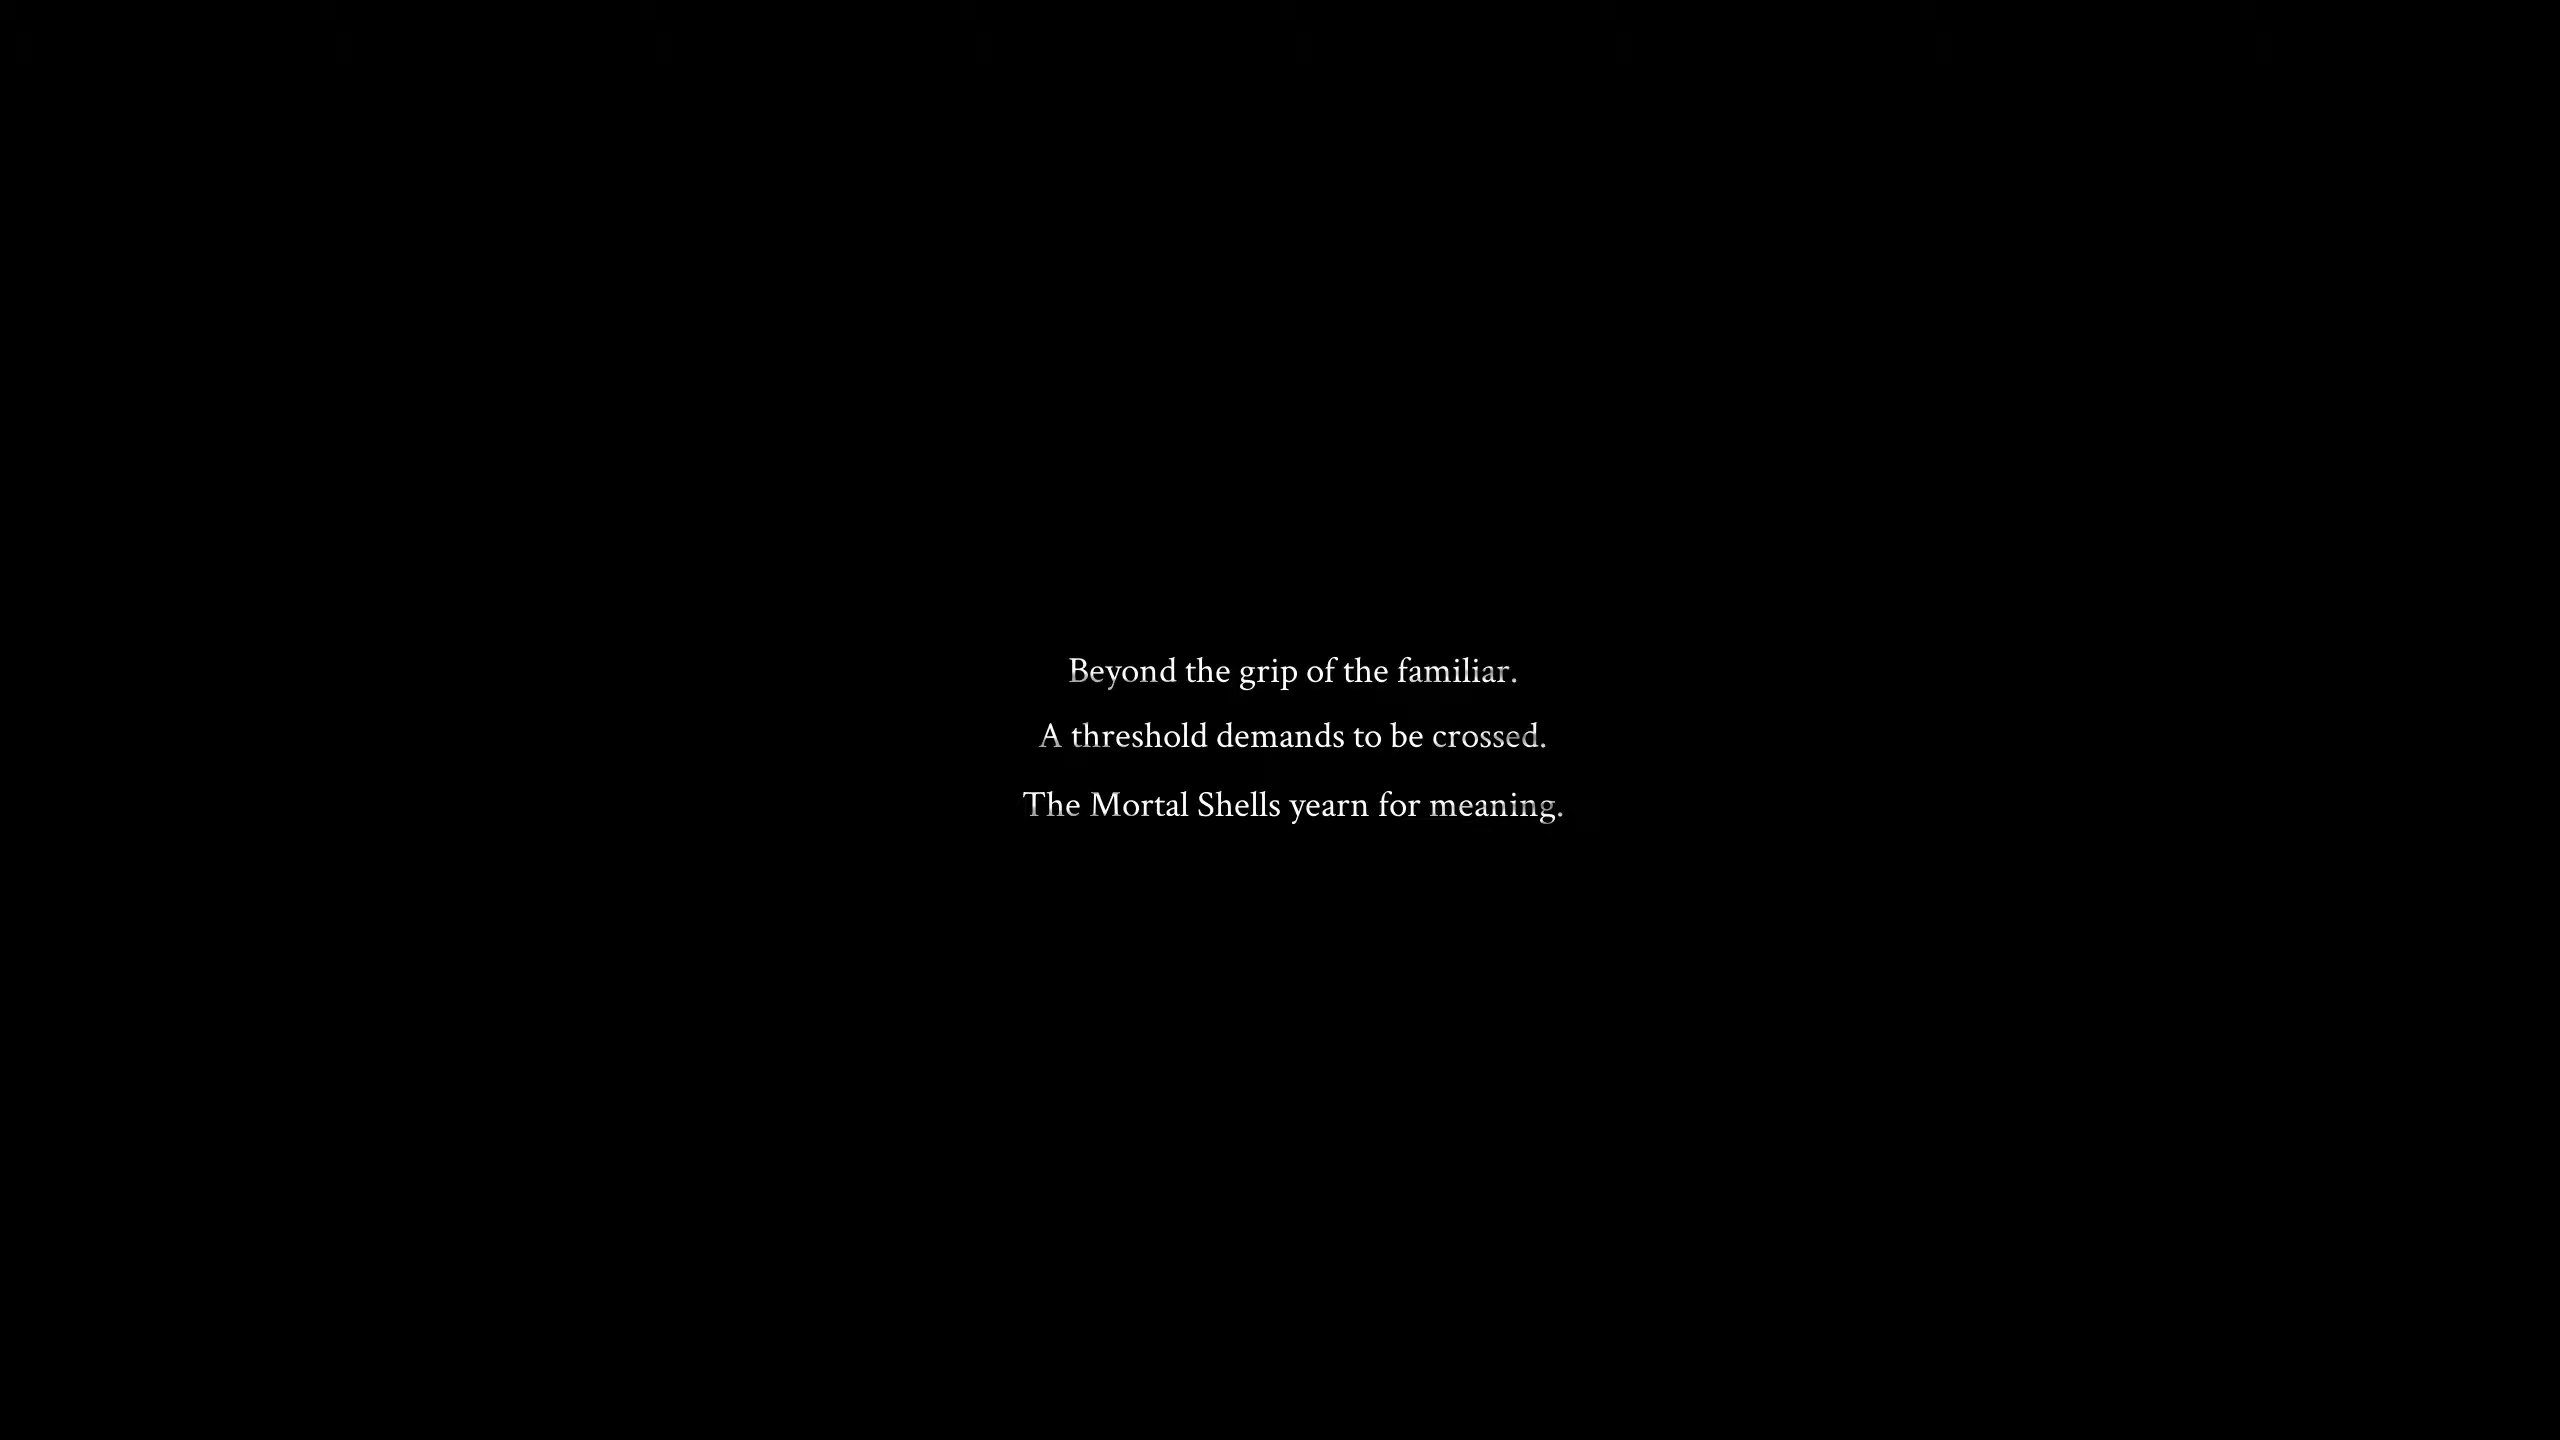 Beyond the grip of the familiar.
A threshold demands to be crossed.
The Mortal Shells yearn for meaning.